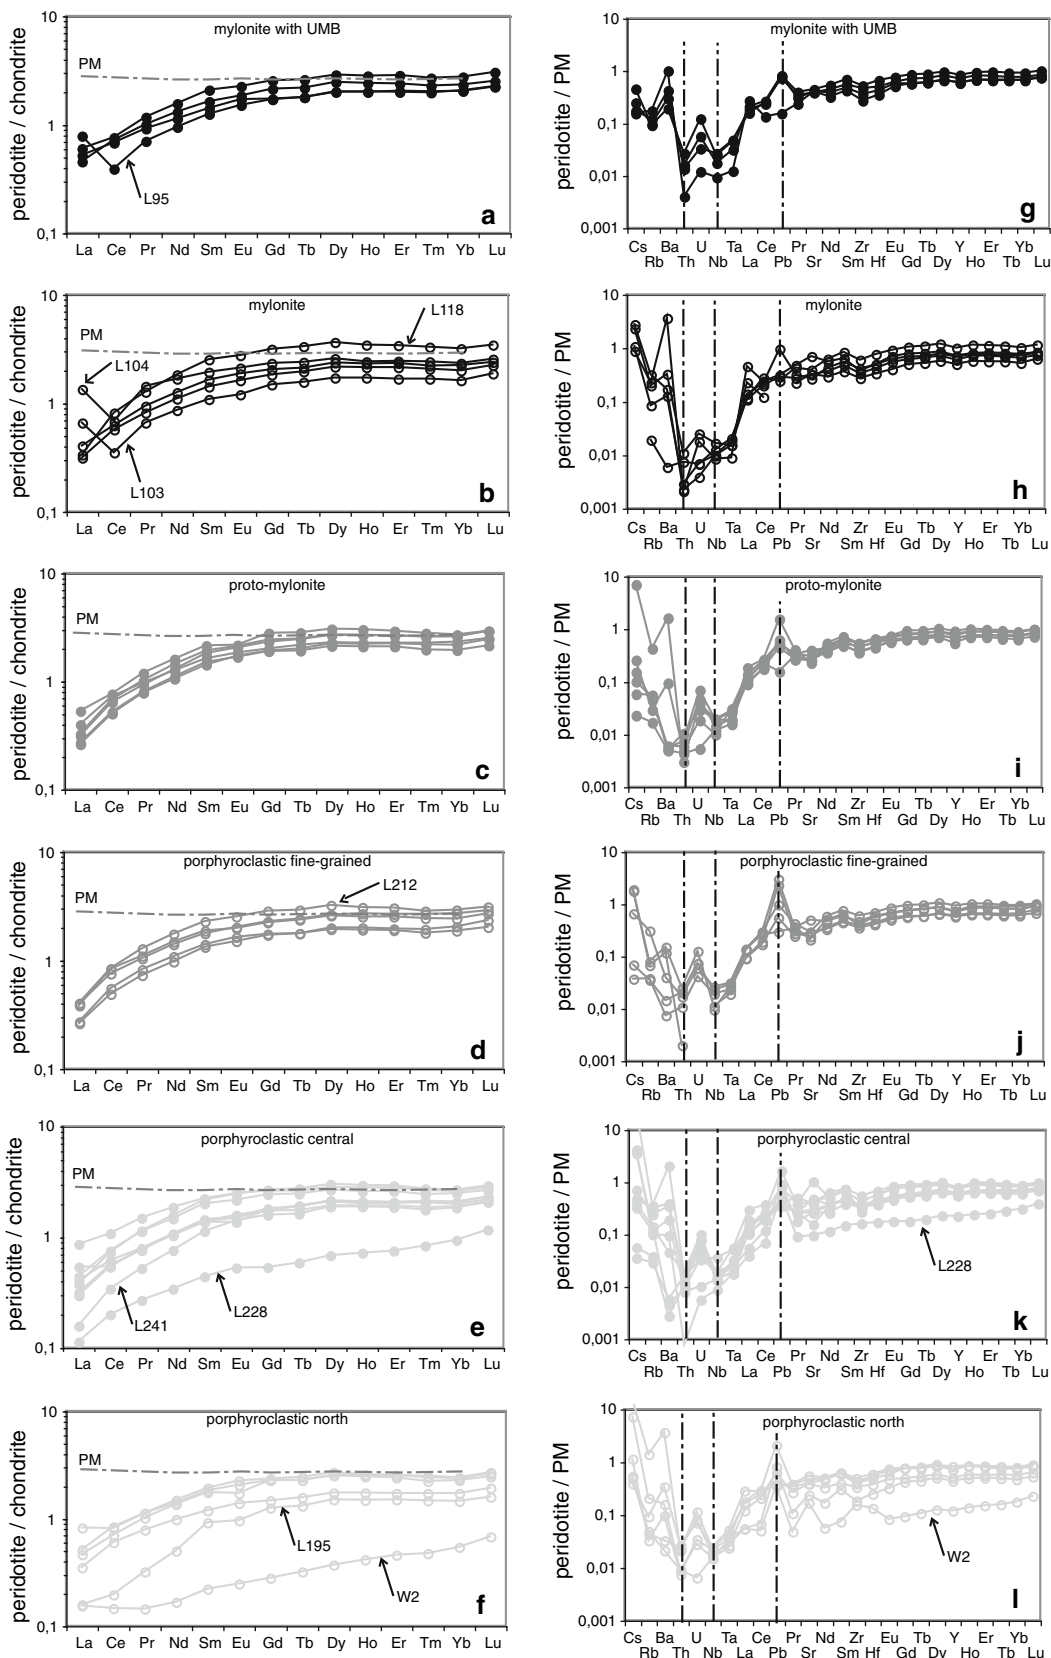 mylonite with UMB
10
PM
1
L95
0,1
a
peridotite / chondrite
La Ce Pr Nd Sm Eu Gd Tb Dy Ho Er Tm Yb Lu
mylonite with UMB
10
1
0,1
0,01
0,001
g
peridotite / PM
Cs Ba U Ta Ce Pr Nd Zr Eu Tb Y Er Yb
Rb Th Nb La Pb Sr Sm Hf Gd Dy Ho Tb Lu
mylonite
10
PM
L118
L104
1
L103
0,1
b
peridotite / chondrite
La Ce Pr Nd Sm Eu Gd Tb Dy Ho Er Tm Yb Lu
mylonite
10
1
0,1
0,01
0,001
h
peridotite / PM
Cs Ba U Ta Ce Pr Nd Zr Eu Tb Y Er Yb
Rb Th Nb La Pb Sr Sm Hf Gd Dy Ho Tb Lu
proto-mylonite
10
PM
1
0,1
c
peridotite / chondrite
La Ce Pr Nd Sm Eu Gd Tb Dy Ho Er Tm Yb Lu
proto-mylonite
10
1
0,1
0,01
0,001
i
peridotite / PM
Cs Ba U Ta Ce Pr Nd Zr Eu Tb Y Er Yb
Rb Th Nb La Pb Sr Sm Hf Gd Dy Ho Tb Lu
porphyroclastic fine-grained
10
PM
L212
1
0,1
d
peridotite / chondrite
La Ce Pr Nd Sm Eu Gd Tb Dy Ho Er Tm Yb Lu
porphyroclastic fine-grained
10
1
0,1
0,01
0,001
j
peridotite / PM
Cs Ba U Ta Ce Pr Nd Zr Eu Tb Y Er Yb
Rb Th Nb La Pb Sr Sm Hf Gd Dy Ho Tb Lu
porphyroclastic central
10
PM
1
L228
L241
0,1
e
peridotite / chondrite
La Ce Pr Nd Sm Eu Gd Tb Dy Ho Er Tm Yb Lu
porphyroclastic central
10
1
0,1
L228
0,01
0,001
k
peridotite / PM
Cs Ba U Ta Ce Pr Nd Zr Eu Tb Y Er Yb
Rb Th Nb La Pb Sr Sm Hf Gd Dy Ho Tb Lu
porphyroclastic north
10
PM
1
L195
W2
0,1
f
peridotite / chondrite
La Ce Pr Nd Sm Eu Gd Tb Dy Ho Er Tm Yb Lu
porphyroclastic north
10
1
0,1
W2
0,01
0,001
l
peridotite / PM
Cs Ba U Ta Ce Pr Nd Zr Eu Tb Y Er Yb
Rb Th Nb La Pb Sr Sm Hf Gd Dy Ho Tb Lu